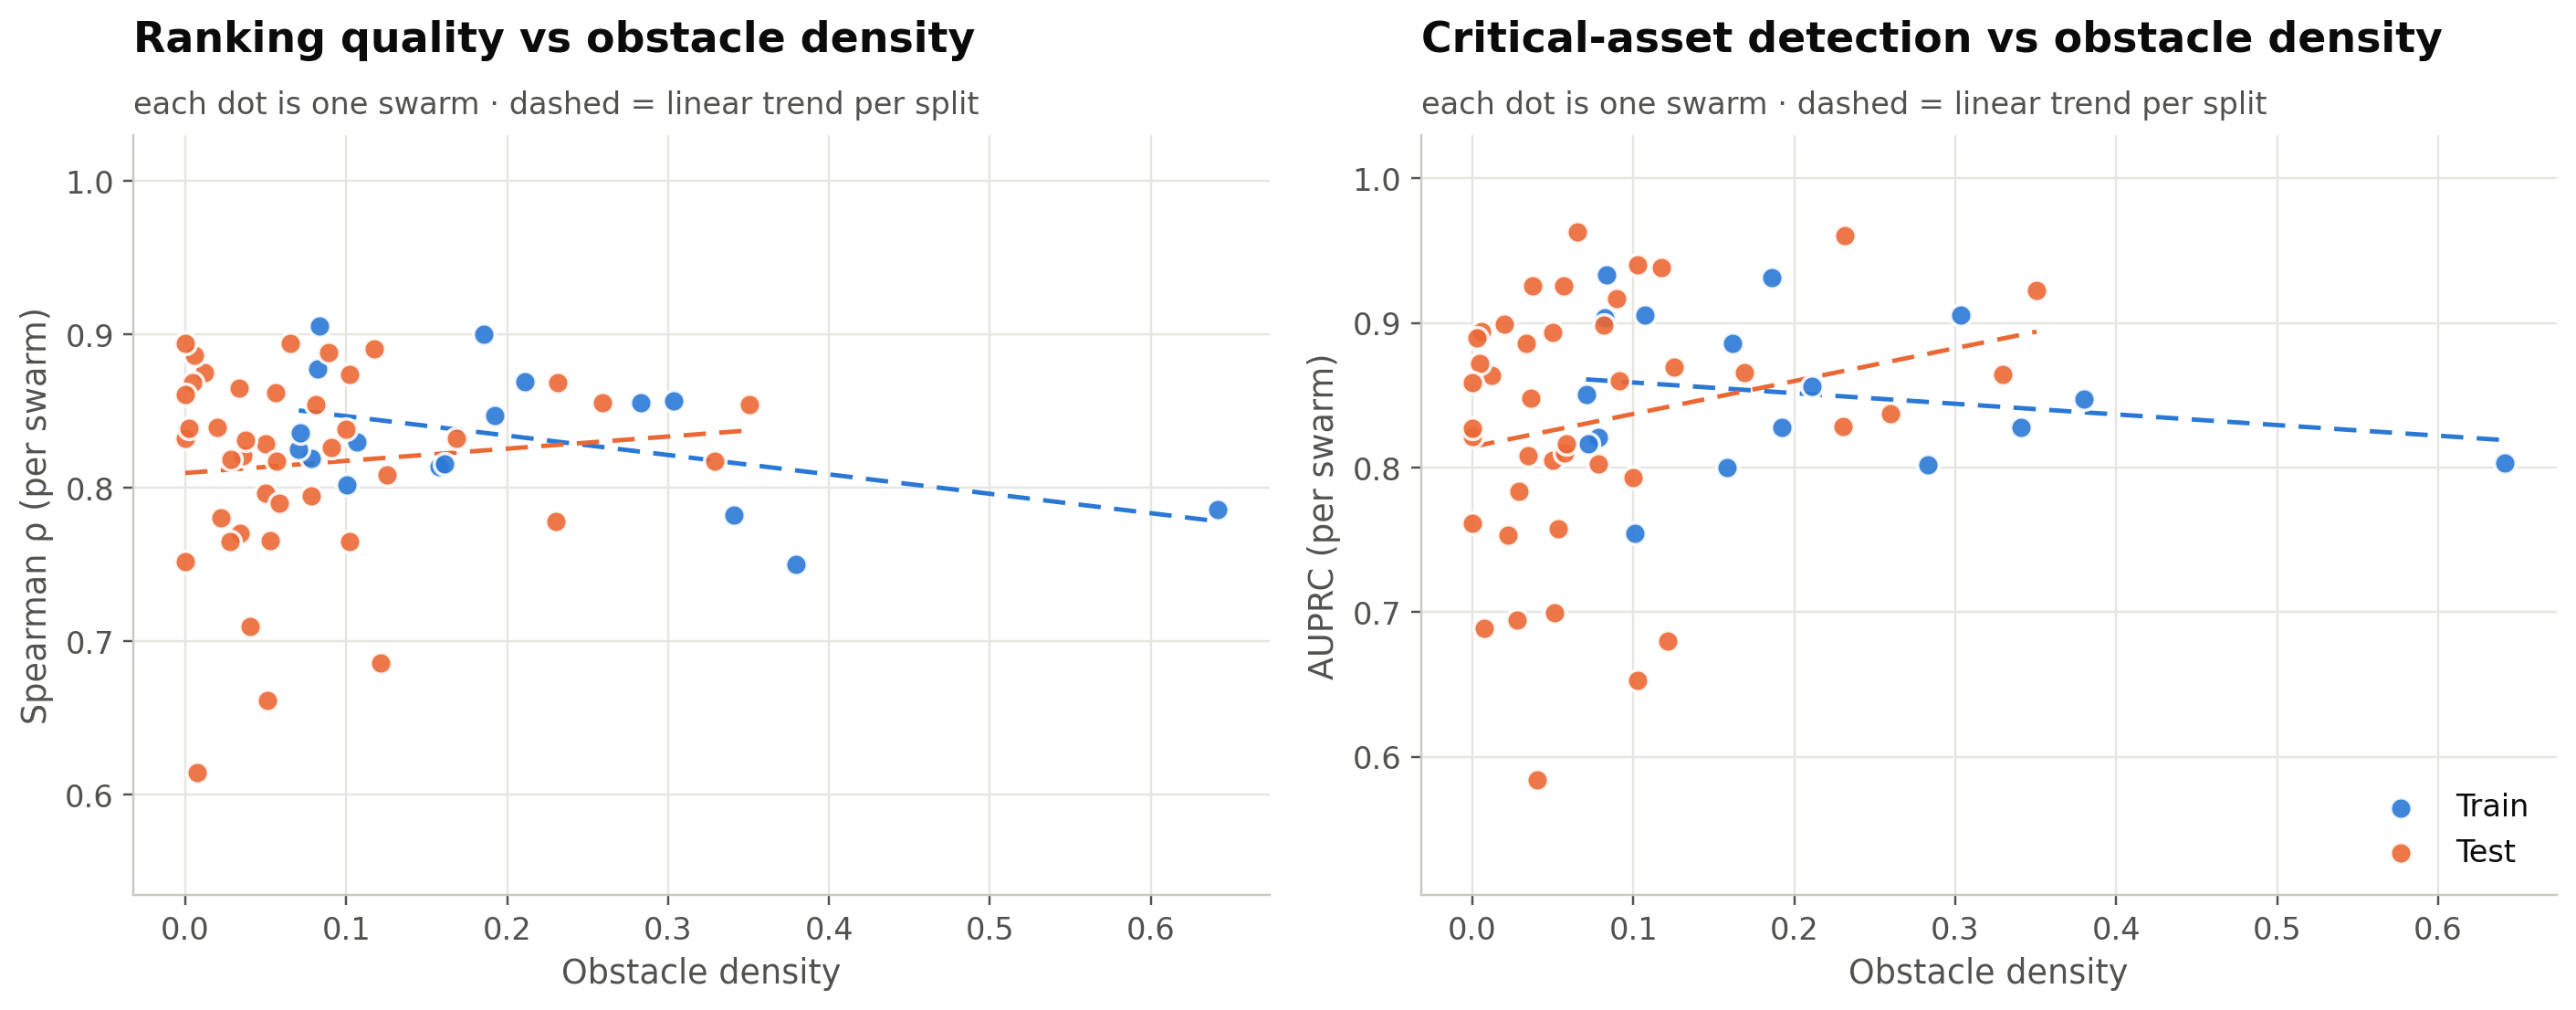 Ranking quality vs obstacle density
each dot is one swarm · dashed = linear trend per split
1.0
0.9
0.8
0.7
0.6
Spearman ρ (per swarm)
0.0 0.1 0.2 0.3 0.4 0.5 0.6
Obstacle density
Critical-asset detection vs obstacle density
each dot is one swarm · dashed = linear trend per split
1.0
0.9
0.8
0.7
0.6
AUPRC (per swarm)
Train
Test
0.0 0.1 0.2 0.3 0.4 0.5 0.6
Obstacle density